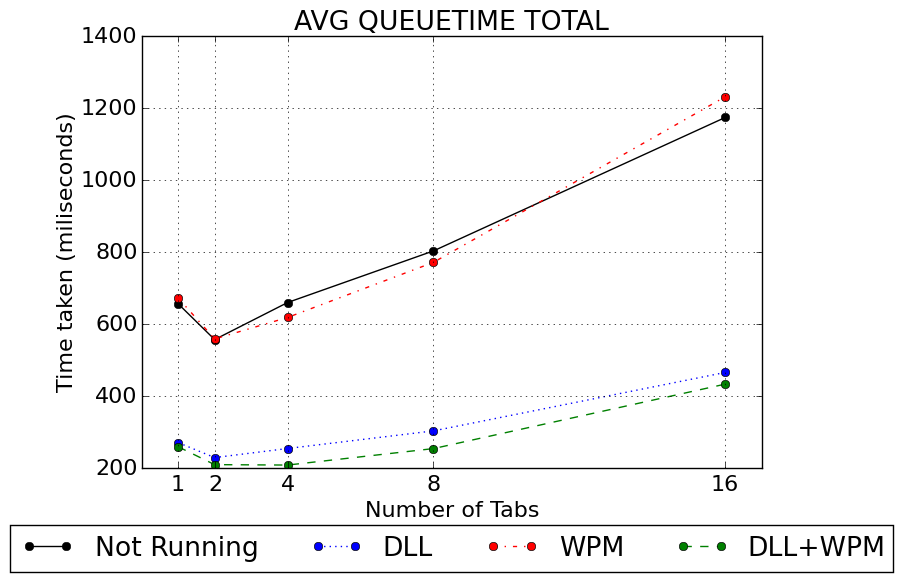 AVG QUEUETIME TOTAL
1400
1200
1000
800
600
400
200
Time taken (miliseconds)
1 2 4 8 16
Number of Tabs
Not Running DLL WPM DLL+WPM